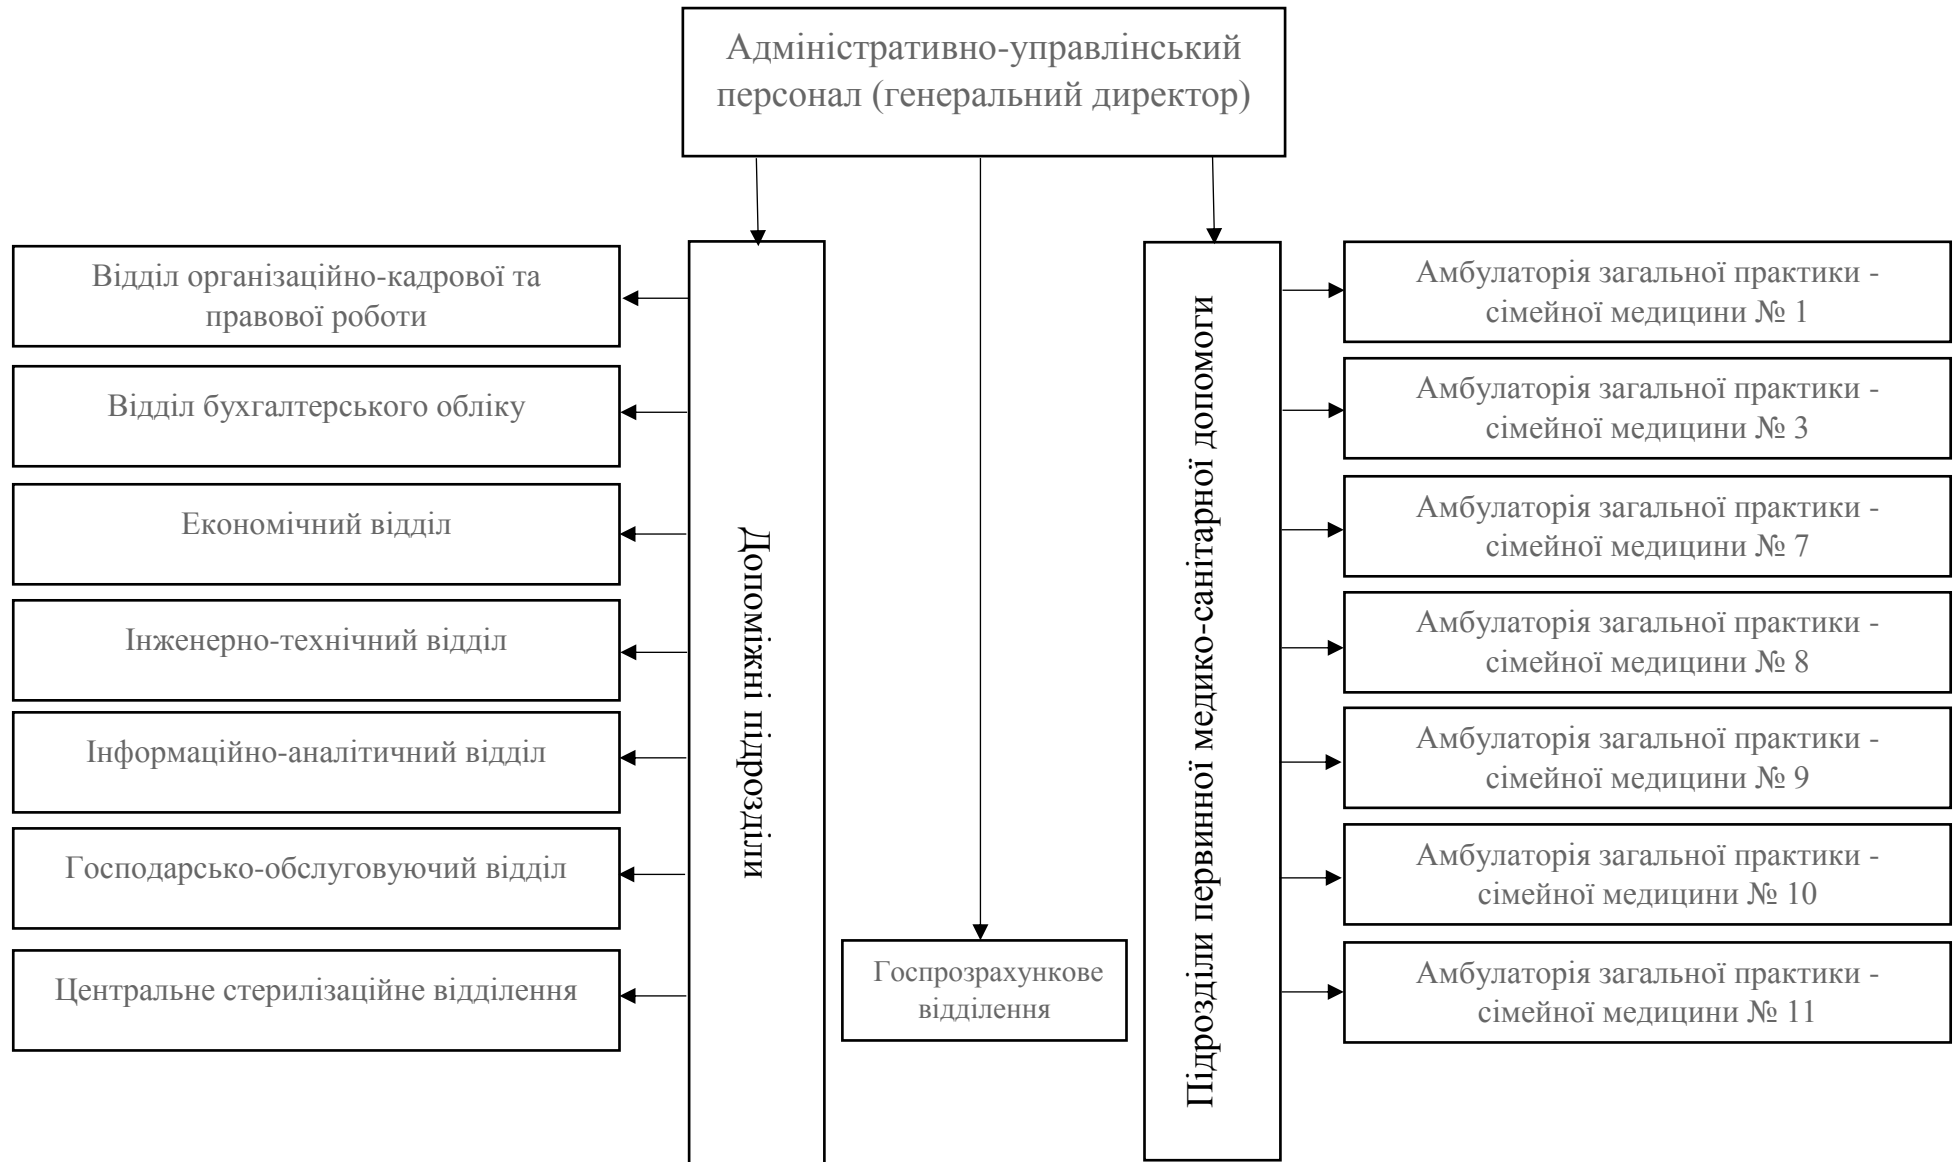 Адміністративно-управлінський
персонал (генеральний директор)
Відділ організаційно-кадрової та
правової роботи
Відділ бухгалтерського обліку
Економічний відділ
Інженерно-технічний відділ
Інформаційно-аналітичний відділ
Господарсько-обслуговуючий відділ
Центральне стерилізаційне відділення
Допоміжні підрозділи
Госпрозрахункове
відділення
Підрозділи первинної медико-санітарної допомоги
Амбулаторія загальної практики -
сімейної медицини № 1
Амбулаторія загальної практики -
сімейної медицини № 3
Амбулаторія загальної практики -
сімейної медицини № 7
Амбулаторія загальної практики -
сімейної медицини № 8
Амбулаторія загальної практики -
сімейної медицини № 9
Амбулаторія загальної практики -
сімейної медицини № 10
Амбулаторія загальної практики -
сімейної медицини № 11